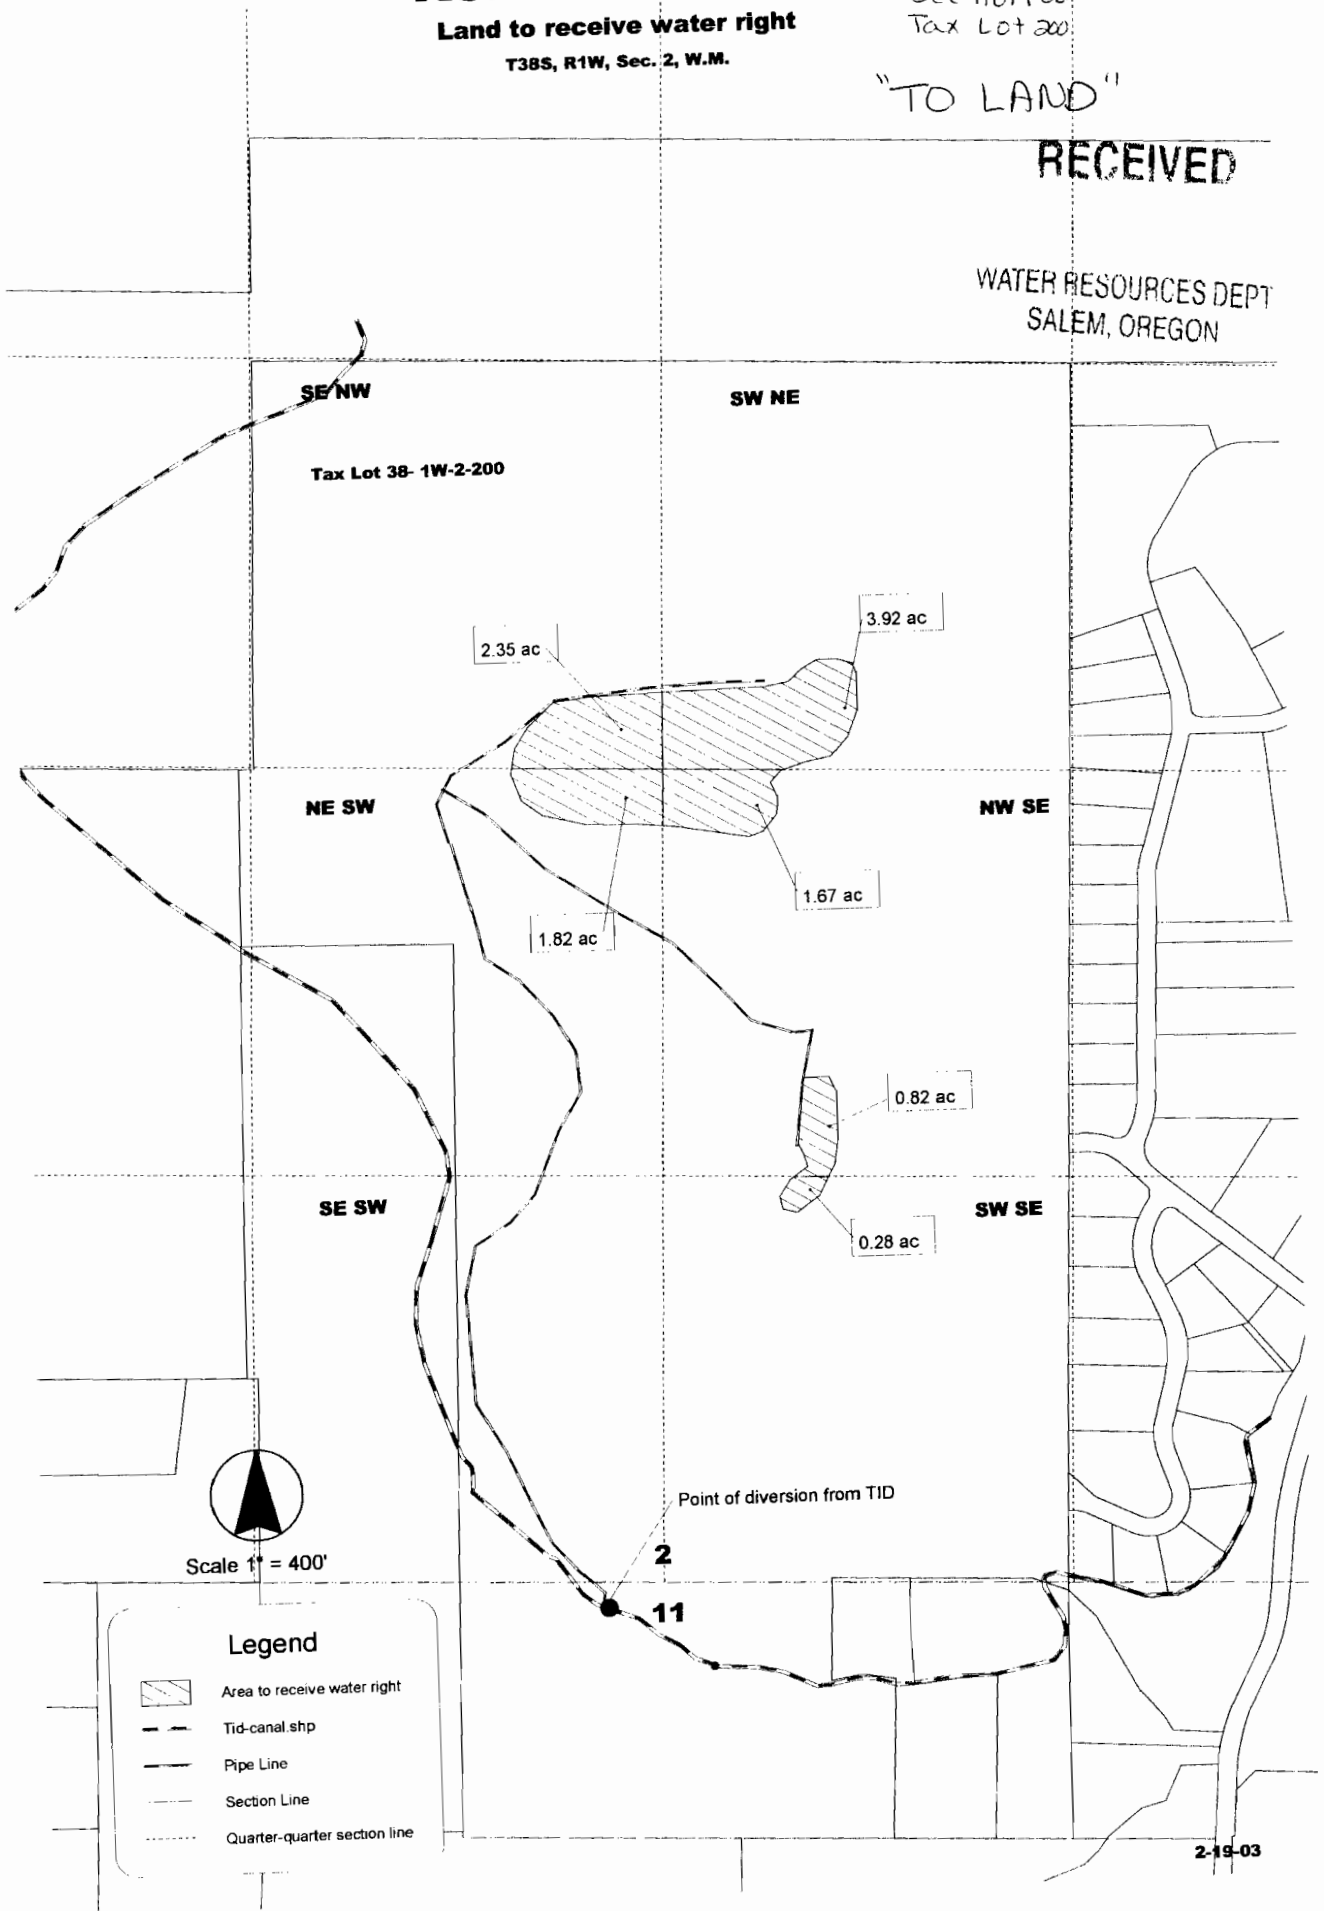 Land to receive water right
T38S, R1W, Sec. 2, W.M.
Tax Lot 200
"TO LAND"
RECEIVED
WATER RESOURCES DEPT
SALEM, OREGON
SE NW
SW NE
Tax Lot 38- 1W-2-200
3.92 ac
2.35 ac
NE SW
NW SE
1.67 ac
1.82 ac
0.82 ac
SE SW
SW SE
0.28 ac
Point of diversion from TID
2
Scale 1" = 400'
11
Legend
Area to receive water right
Tid-canal.shp
Pipe Line
Section Line
Quarter-quarter section line
2-19-03